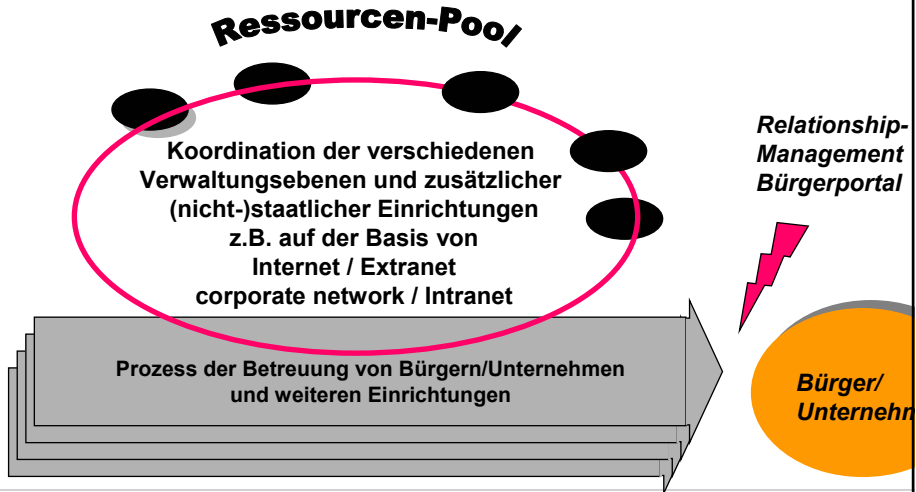 Ressourcen-Pool
Koordination der verschiedenen
Verwaltungsebenen und zusätzlicher
(nicht-)staatlicher Einrichtungen
z.B. auf der Basis von
Internet / Extranet
corporate network / Intranet
Relationship-
Management
Bürgerportal
Prozess der Betreuung von Bürgern/Unternehmen
und weiteren Einrichtungen
Bürger/
Unternehm